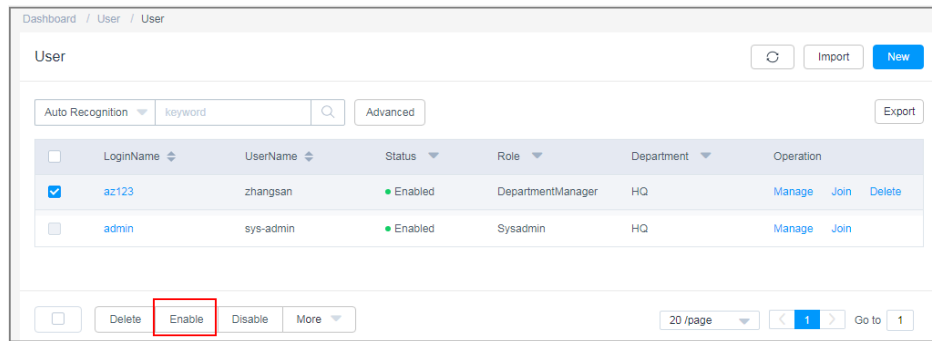 Dashboard / User / User
User Import New
Auto Recognition keyword Advanced Export
LoginName UserName Status Role Department Operation
az123 zhangsan Enabled DepartmentManager HQ Manage Join Delete
admin sys-admin Enabled Sysadmin HQ Manage Join
Delete Enable Disable More 20 /page 1 Go to 1